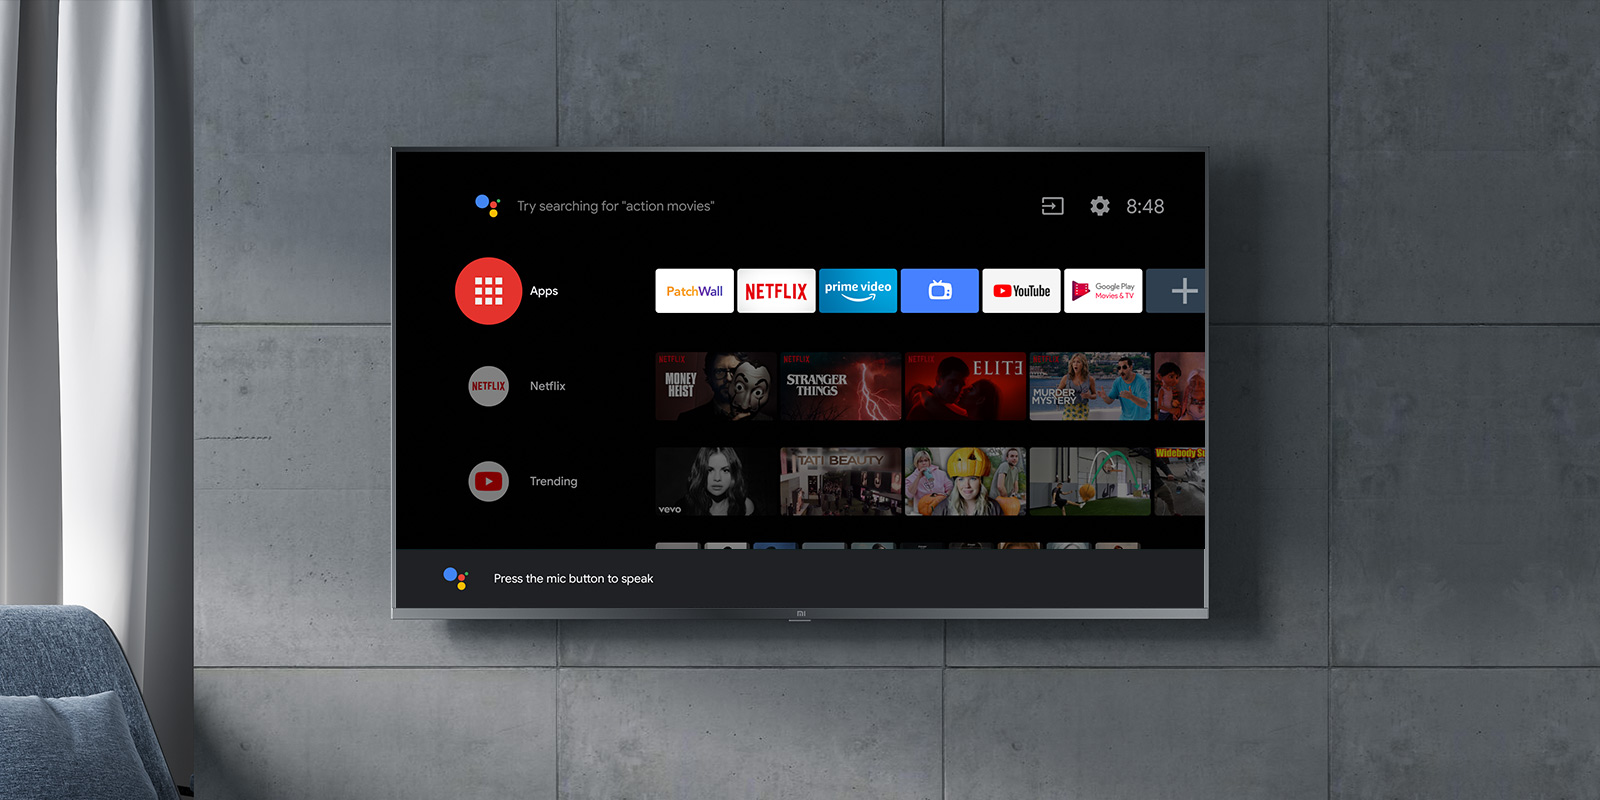 Try searching for "action movies"
8:48
Apps
PatchWall
NETFLIX
prime video
YouTube
Google Play
Movies & TV
NETFLIX
Netflix
NETFLIX
MONEY
HEIST
NETFLIX
STRANGER
THINGS
NETFLIX
ELITE
NETFLIX
MURDER
MYSTERY
Trending
vevo
TATI BEAUTY
Widebody
Press the mic button to speak
mi